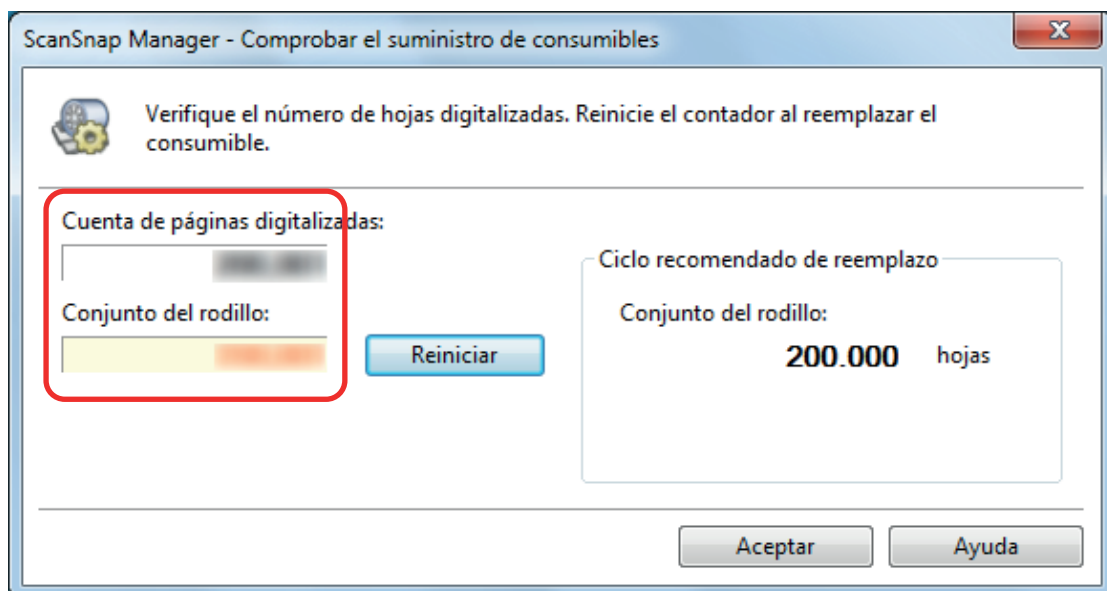 ScanSnap Manager - Comprobar el suministro de consumibles
Verifique el número de hojas digitalizadas. Reinicie el contador al reemplazar el
consumible.
Cuenta de páginas digitalizadas:
Ciclo recomendado de reemplazo
Conjunto del rodillo:
Conjunto del rodillo:
Reiniciar
200.000 hojas
Aceptar
Ayuda